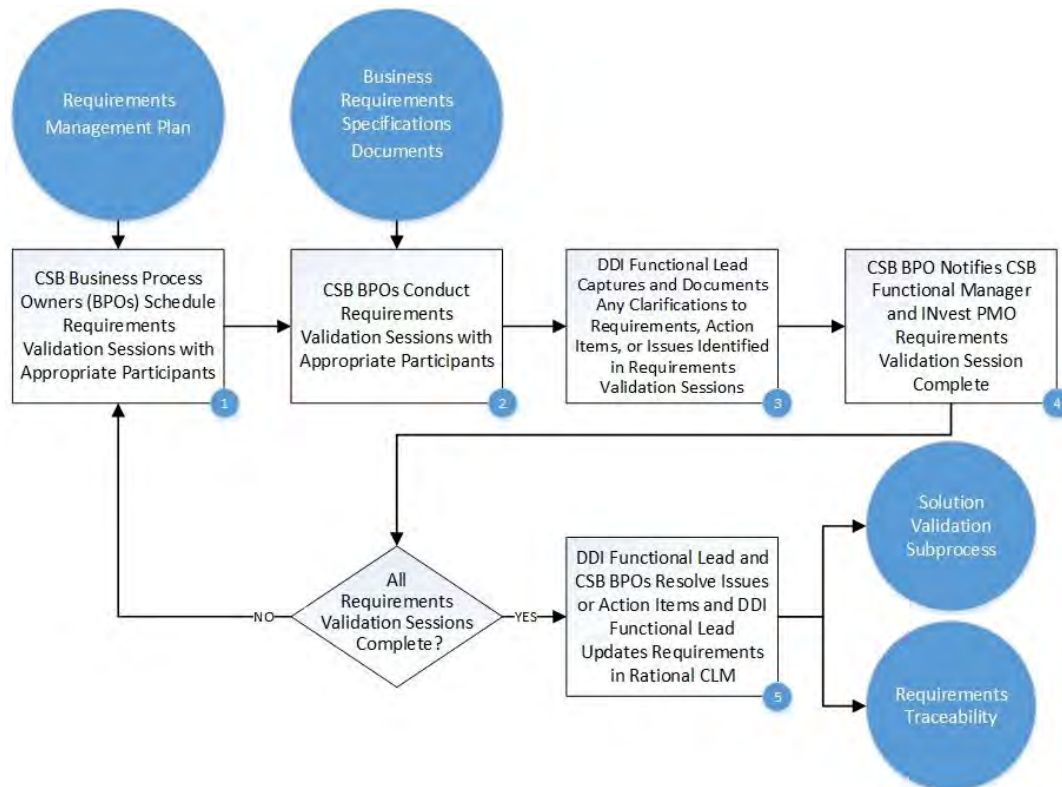 Requirements
Management Plan
Business
Requirements
Specifications
Documents
CSB Business Process
Owners (BPOs) Schedule
Requirements
Validation Sessions with
Appropriate Participants
1
CSB BPOs Conduct
Requirements
Validation Sessions with
Appropriate Participants
2
DDI Functional Lead
Captures and Documents
Any Clarifications to
Requirements, Action
Items, or Issues Identified
in Requirements
Validation Sessions
3
CSB BPO Notifies CSB
Functional Manager
and INvest PMO
Requirements
Validation Session
Complete
4
All
Requirements
Validation Sessions
Complete?
NO
YES
DDI Functional Lead and
CSB BPOs Resolve Issues
or Action Items and DDI
Functional Lead
Updates Requirements
in Rational CLM
5
Solution
Validation
Subprocess
Requirements
Traceability